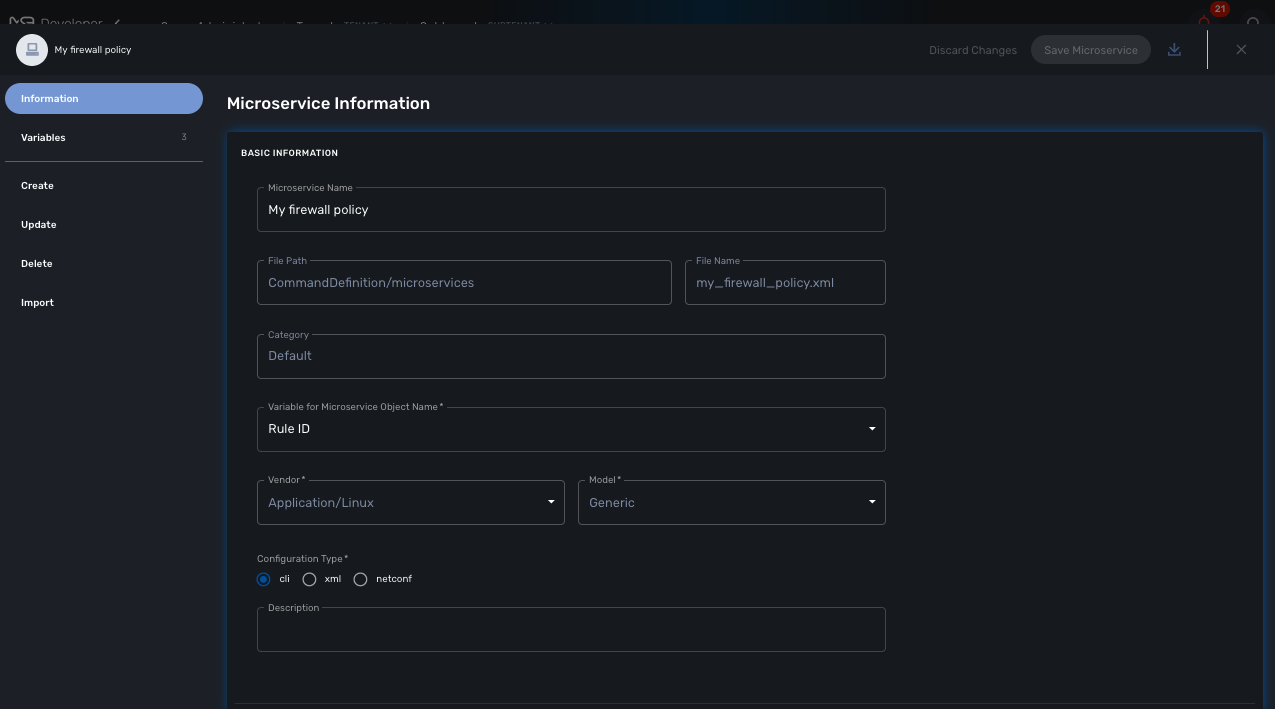 Developer
21
My firewall policy
Discard Changes
Save Microservice
Information
Variables 3
Create
Update
Delete
Import
Microservice Information
BASIC INFORMATION
Microservice Name
My firewall policy
File Path
CommandDefinition/microservices
File Name
my_firewall_policy.xml
Category
Default
Variable for Microservice Object Name*
Rule ID
Vendor*
Application/Linux
Model*
Generic
Configuration Type*
cli xml netconf
Description